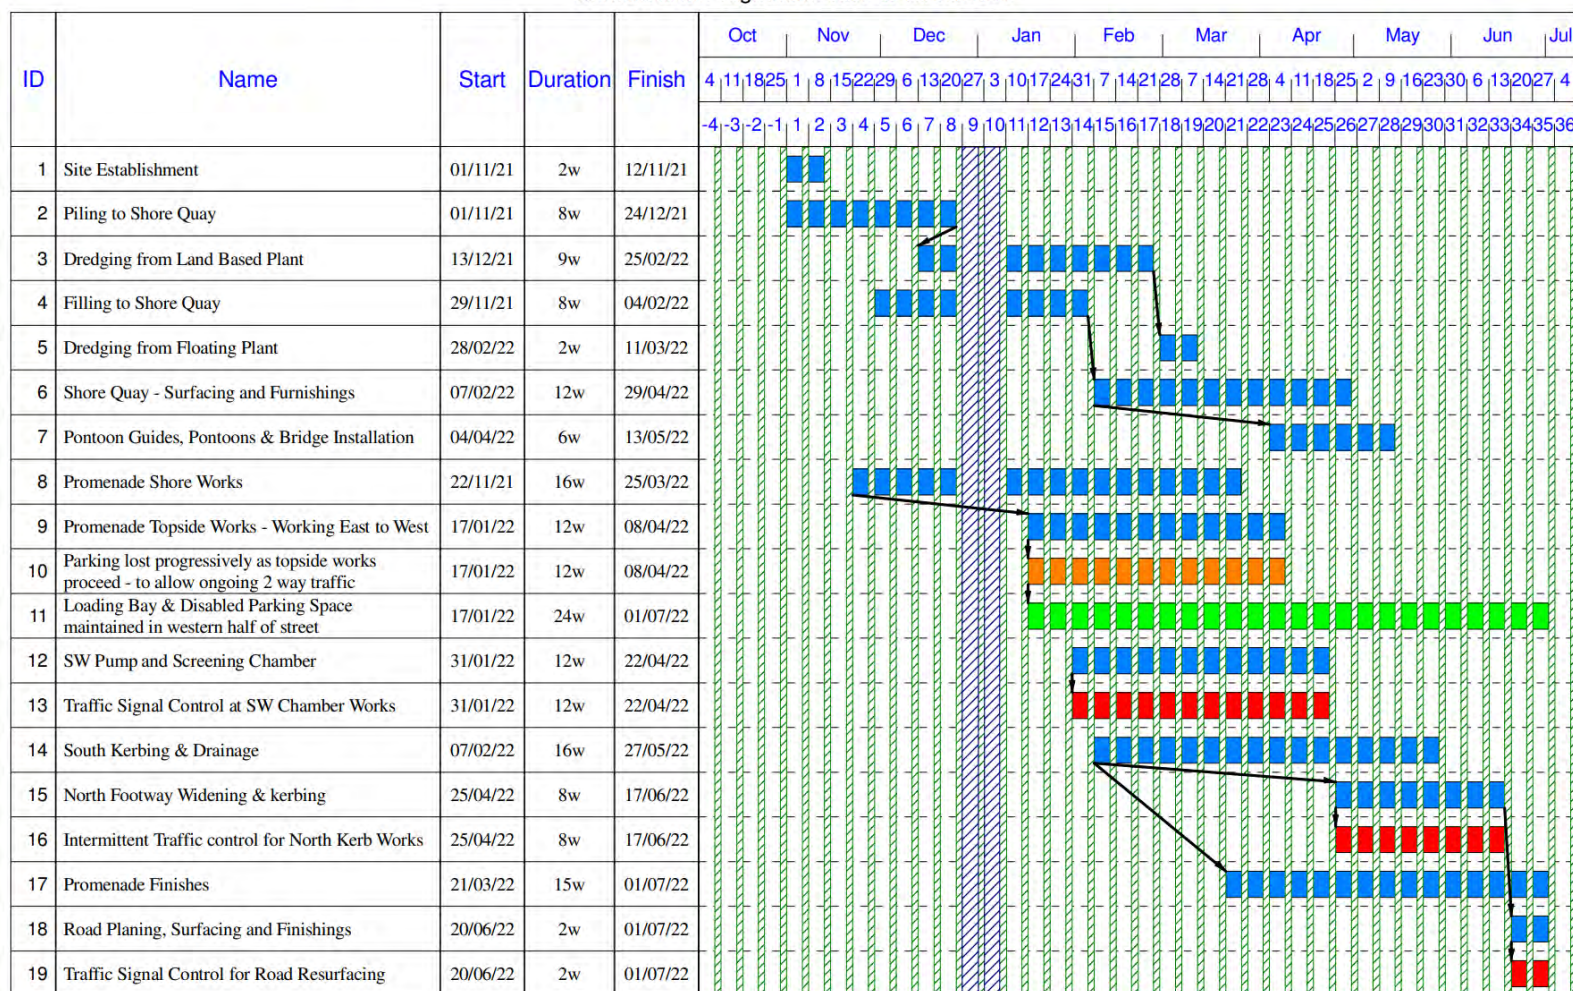 Oct Nov Dec Jan Feb Mar Apr May Jun Jul
ID Name Start Duration Finish 4 11 18 25 1 8 15 22 29 6 13 20 27 3 10 17 24 31 7 14 21 28 7 14 21 28 4 11 18 25 2 9 16 23 30 6 13 20 27 4
-4 -3 -2 -1 1 2 3 4 5 6 7 8 9 10 11 12 13 14 15 16 17 18 19 20 21 22 23 24 25 26 27 28 29 30 31 32 33 34 35 36
1 Site Establishment 01/11/21 2w 12/11/21
2 Piling to Shore Quay 01/11/21 8w 24/12/21
3 Dredging from Land Based Plant 13/12/21 9w 25/02/22
4 Filling to Shore Quay 29/11/21 8w 04/02/22
5 Dredging from Floating Plant 28/02/22 2w 11/03/22
6 Shore Quay - Surfacing and Furnishings 07/02/22 12w 29/04/22
7 Pontoon Guides, Pontoons & Bridge Installation 04/04/22 6w 13/05/22
8 Promenade Shore Works 22/11/21 16w 25/03/22
9 Promenade Topside Works - Working East to West 17/01/22 12w 08/04/22
10 Parking lost progressively as topside works
proceed - to allow ongoing 2 way traffic 17/01/22 12w 08/04/22
11 Loading Bay & Disabled Parking Space
maintained in western half of street 17/01/22 24w 01/07/22
12 SW Pump and Screening Chamber 31/01/22 12w 22/04/22
13 Traffic Signal Control at SW Chamber Works 31/01/22 12w 22/04/22
14 South Kerbing & Drainage 07/02/22 16w 27/05/22
15 North Footway Widening & kerbing 25/04/22 8w 17/06/22
16 Intermittent Traffic control for North Kerb Works 25/04/22 8w 17/06/22
17 Promenade Finishes 21/03/22 15w 01/07/22
18 Road Planing, Surfacing and Finishings 20/06/22 2w 01/07/22
19 Traffic Signal Control for Road Resurfacing 20/06/22 2w 01/07/22